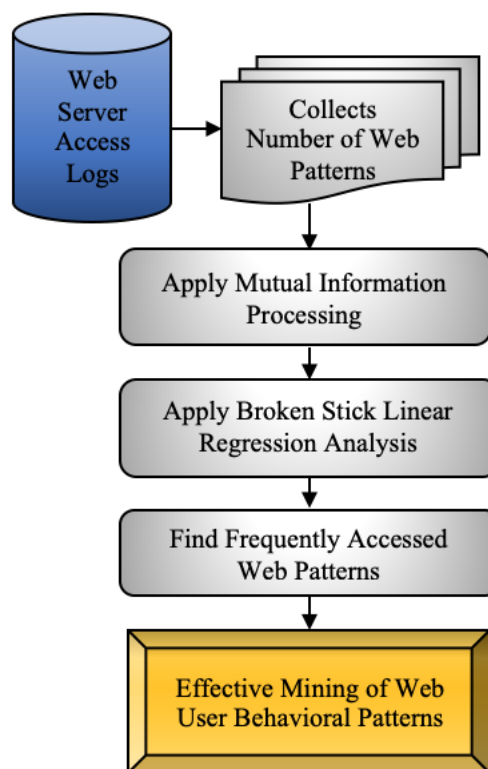 Web
Server
Access
Logs
Collects
Number of Web
Patterns
Apply Mutual Information
Processing
Apply Broken Stick Linear
Regression Analysis
Find Frequently Accessed
Web Patterns
Effective Mining of Web
User Behavioral Patterns